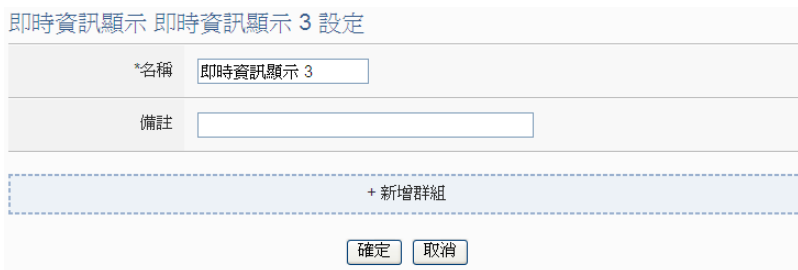 即時資訊顯示 即時資訊顯示 3 設定
*名稱 即時資訊顯示 3
備註
+ 新增群組
確定 取消